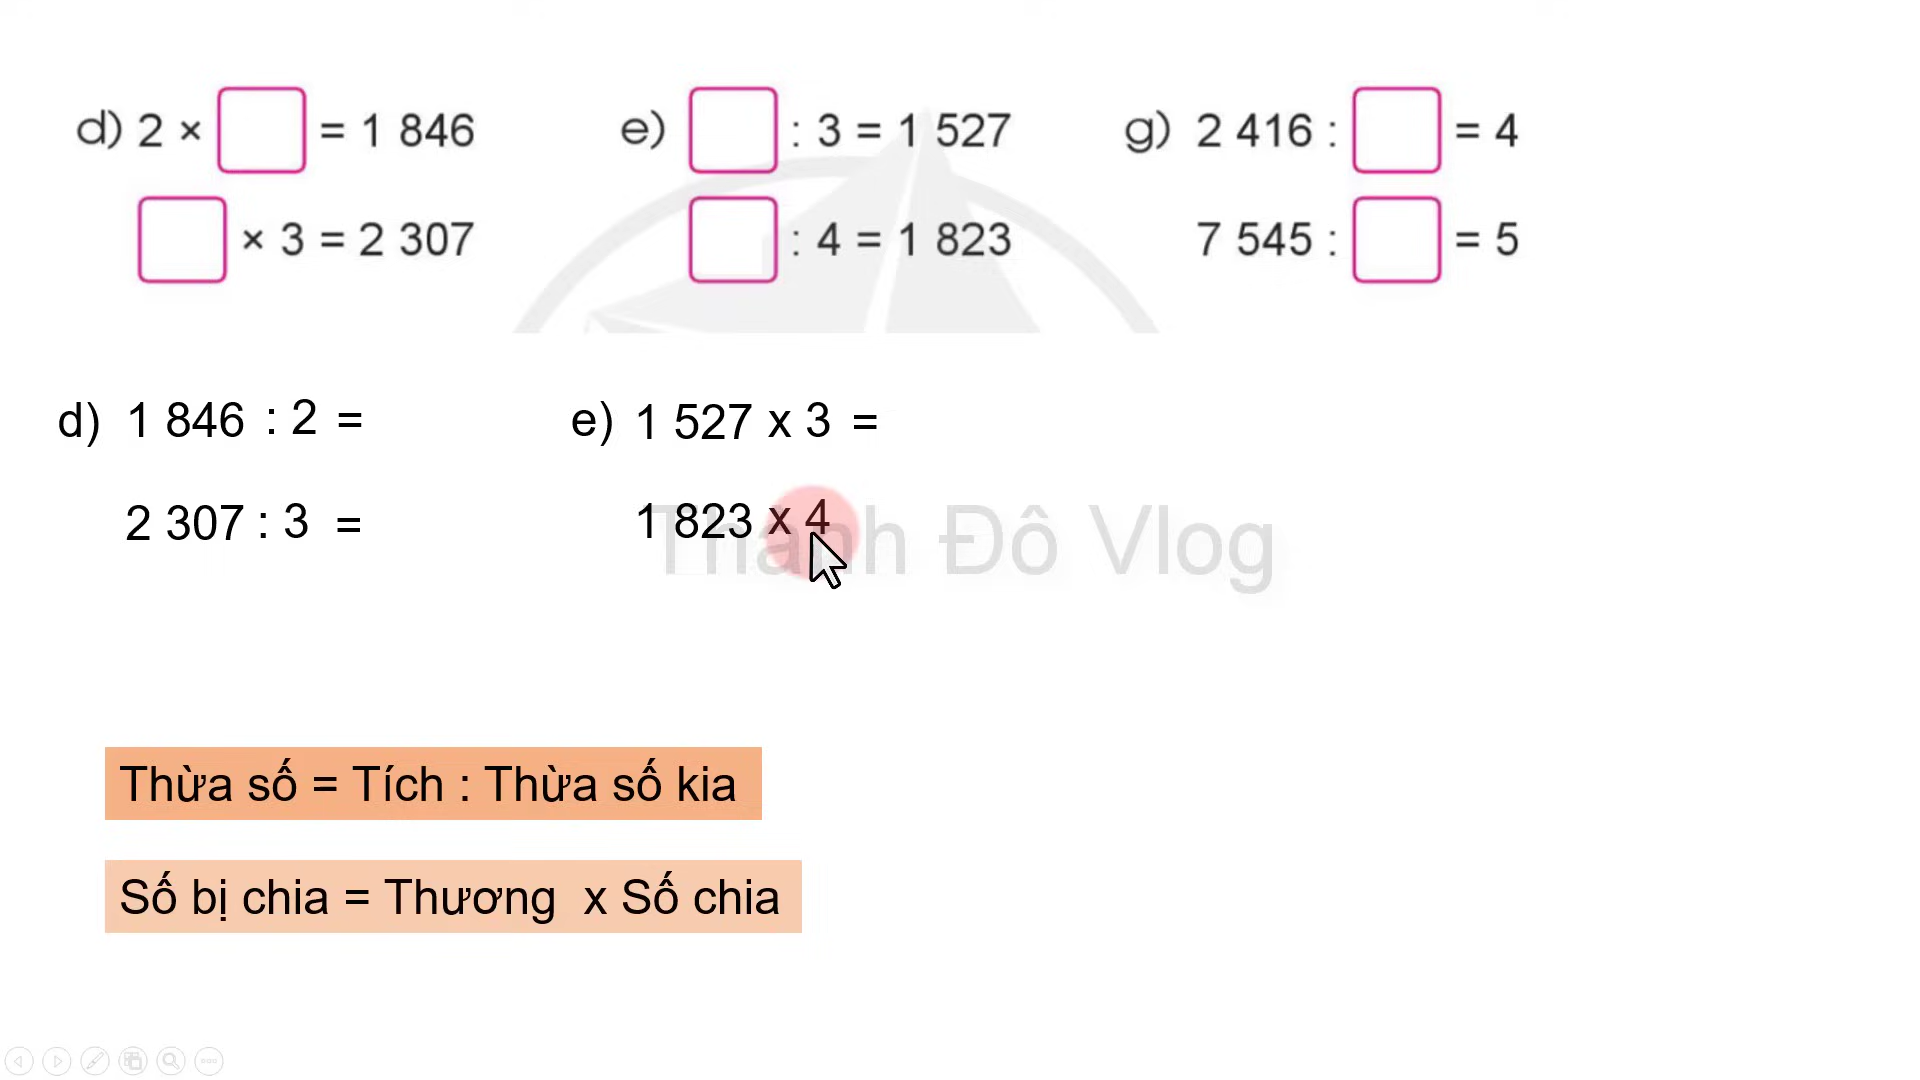 d) 2 × = 1 846
e) : 3 = 1 527
g) 2 416 : = 4
× 3 = 2 307
: 4 = 1 823
7 545 : = 5
d) 1 846 : 2 =
e) 1 527 x 3 =
2 307 : 3 =
1 823 x 4
Thành Đô Vlog
Thừa số = Tích : Thừa số kia
Số bị chia = Thương x Số chia